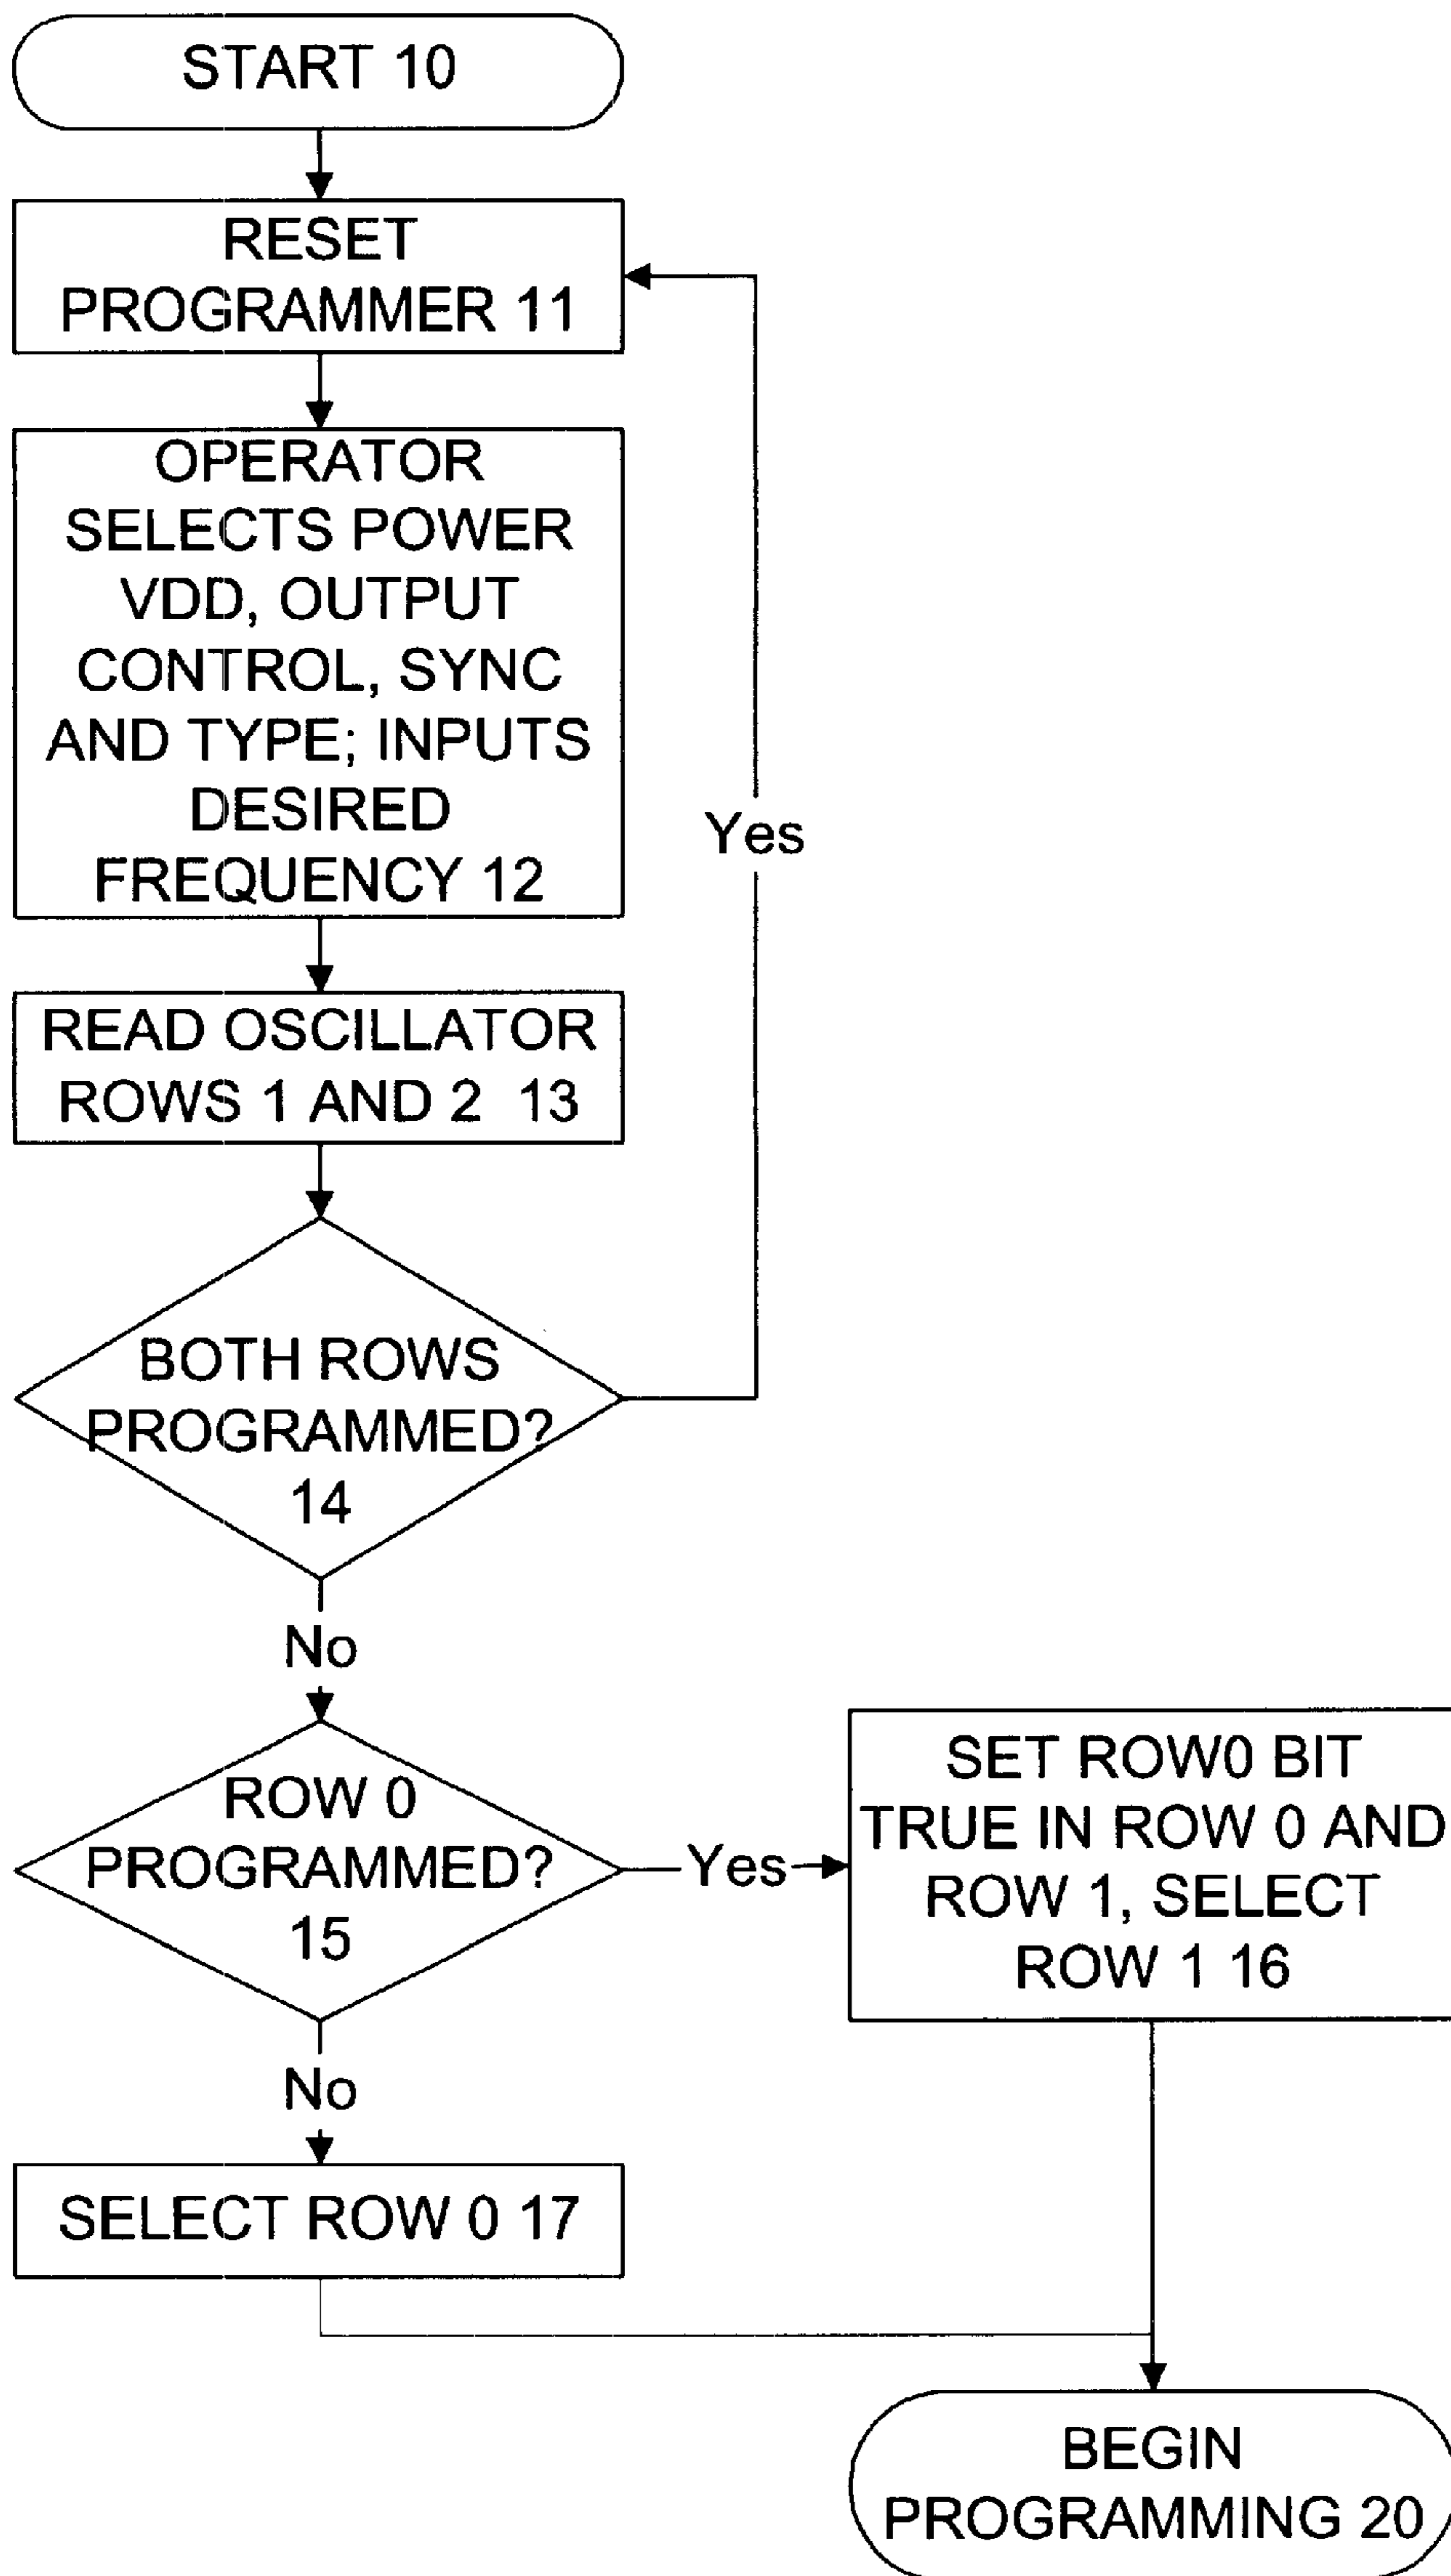 START 10
RESET
PROGRAMMER 11
OPERATOR
SELECTS POWER
VDD, OUTPUT
CONTROL, SYNC
AND TYPE; INPUTS
DESIRED
FREQUENCY 12
Yes
READ OSCILLATOR
ROWS 1 AND 2 13
BOTH ROWS
PROGRAMMED?
14
No
ROW 0
PROGRAMMED?
15
Yes
SET ROW0 BIT
TRUE IN ROW 0 AND
ROW 1, SELECT
ROW 1 16
No
SELECT ROW 0 17
BEGIN
PROGRAMMING 20